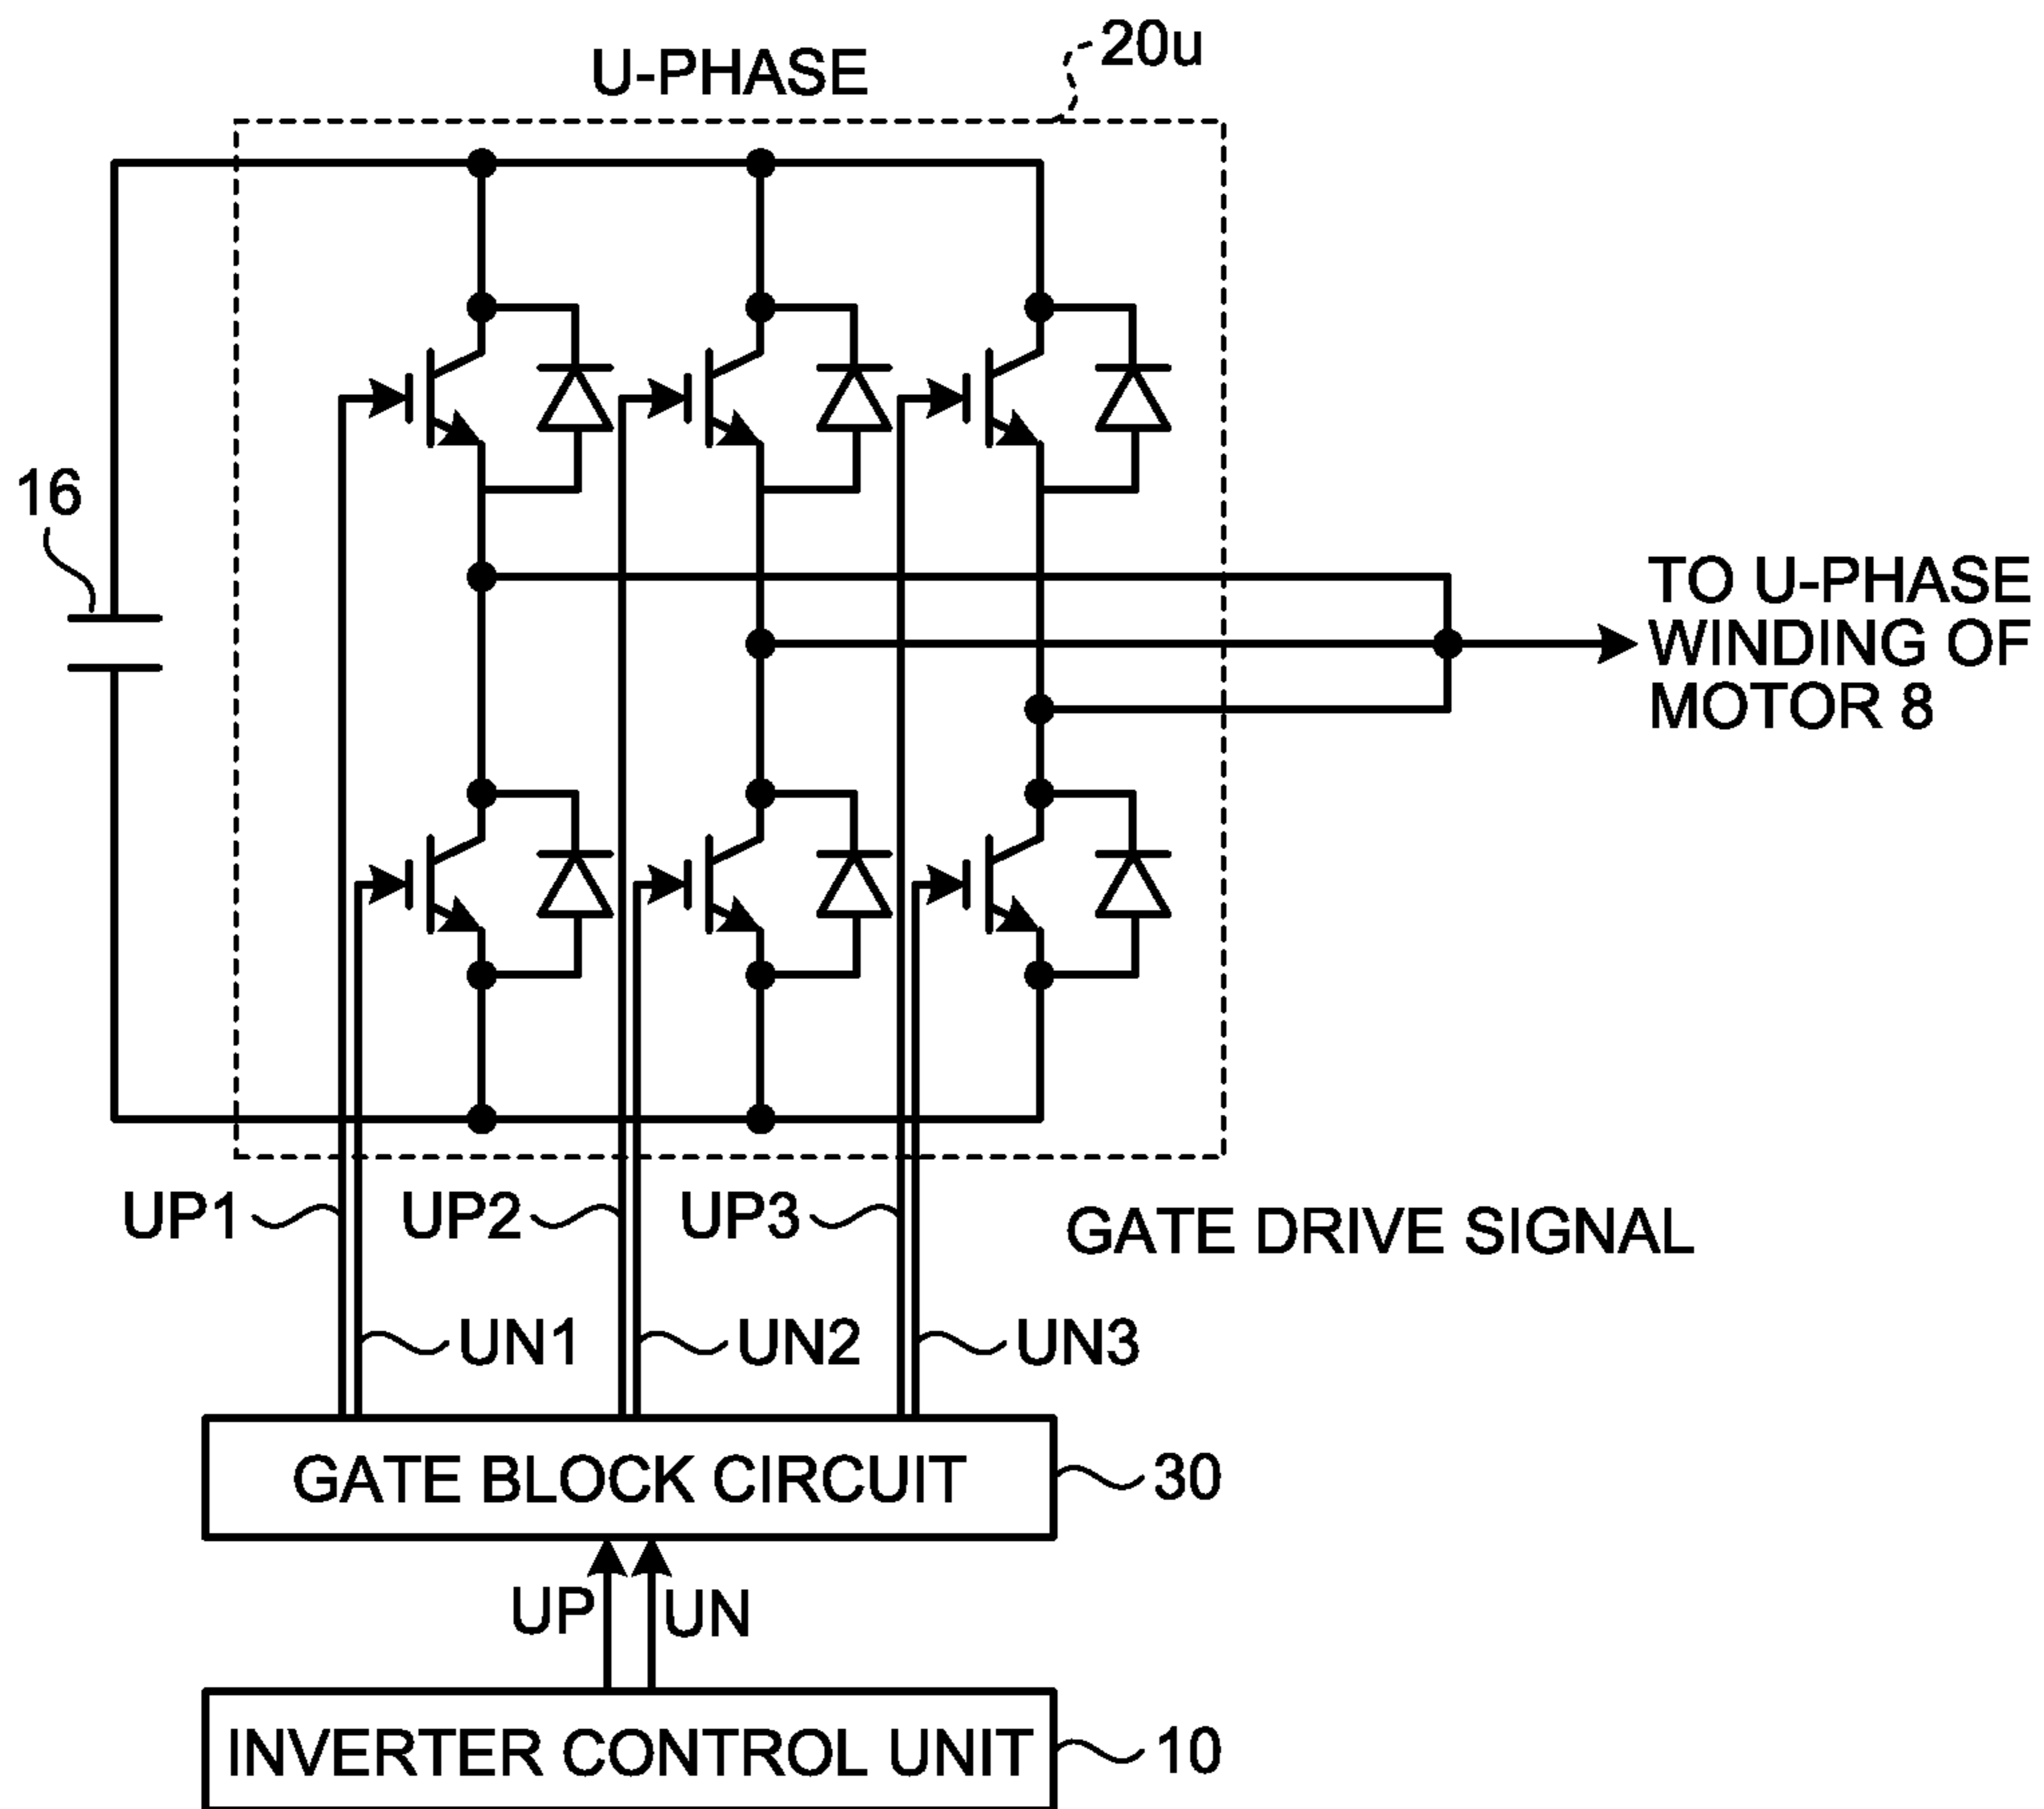 20u
U-PHASE
16
TO U-PHASE
WINDING OF
MOTOR 8
UP1
UP2
UP3
GATE DRIVE SIGNAL
UN1
UN2
UN3
GATE BLOCK CIRCUIT
30
UP
UN
INVERTER CONTROL UNIT
10